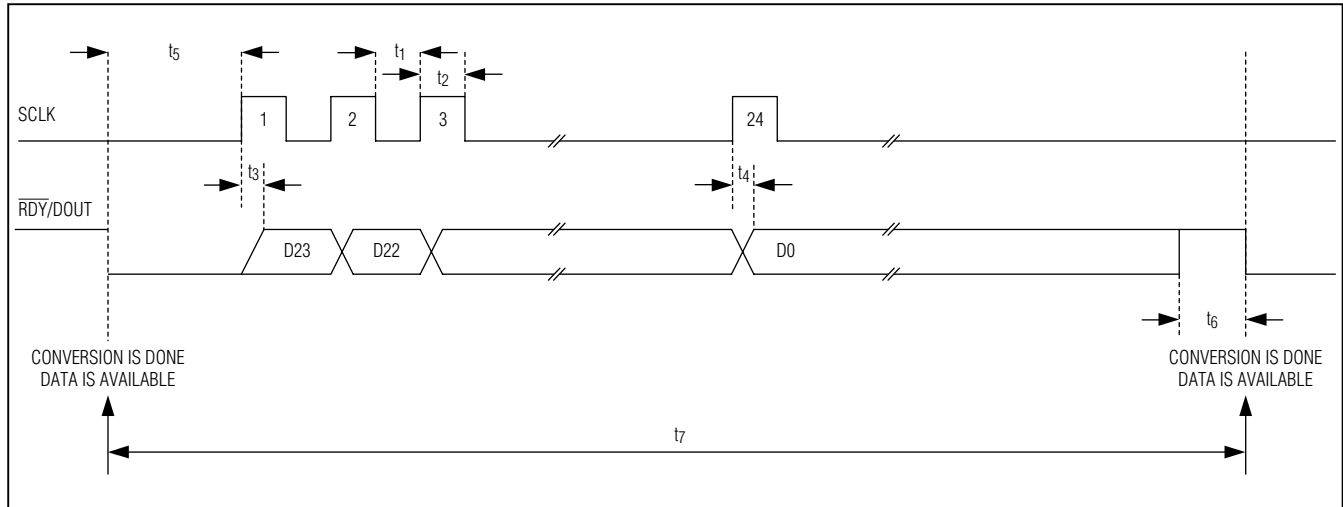 t5
t1
t2
SCLK
1
2
3
24
t3
t4
RDY/DOUT
D23
D22
D0
t6
CONVERSION IS DONE
DATA IS AVAILABLE
CONVERSION IS DONE
DATA IS AVAILABLE
t7